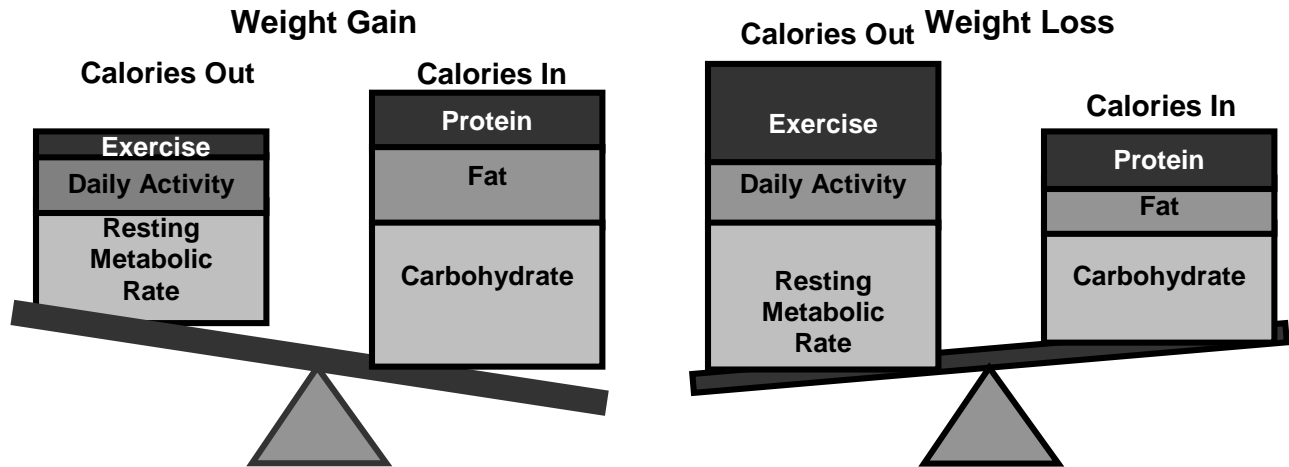 Weight Gain
Calories Out
Calories In
Exercise
Daily Activity
Resting
Metabolic
Rate
Protein
Fat
Carbohydrate
Weight Loss
Calories Out
Calories In
Exercise
Daily Activity
Resting
Metabolic
Rate
Protein
Fat
Carbohydrate